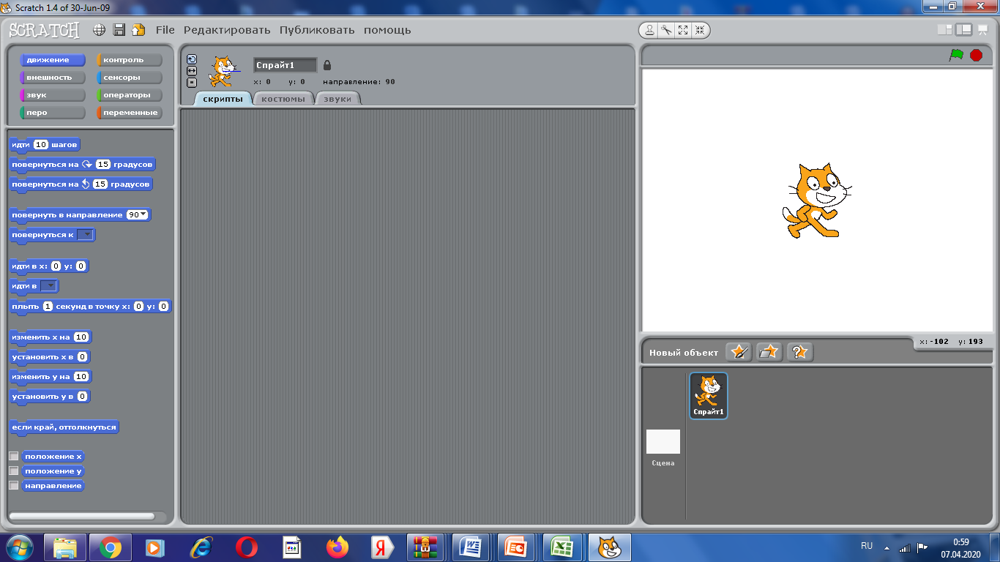 Scratch 1.4 of 30-Jun-09
SCRATCH File Редактировать Публиковать помощь
движение контроль
внешность сенсоры
звук операторы
перо переменные
идти 10 шагов
повернуться на 15 градусов
повернуться на 15 градусов
повернуть в направление 90
повернуться к
идти в x: 0 y: 0
идти в
плыть 1 секунд в точку x: 0 y: 0
изменить x на 10
установить x в 0
изменить y на 10
установить y в 0
если край, оттолкнуться
положение x
положение y
направление
Спрайт1
x: 0 y: 0 направление: 90
скрипты костюмы звуки
x: -102 y: 193
Новый объект
Спрайт1
Сцена
RU
0:59
07.04.2020